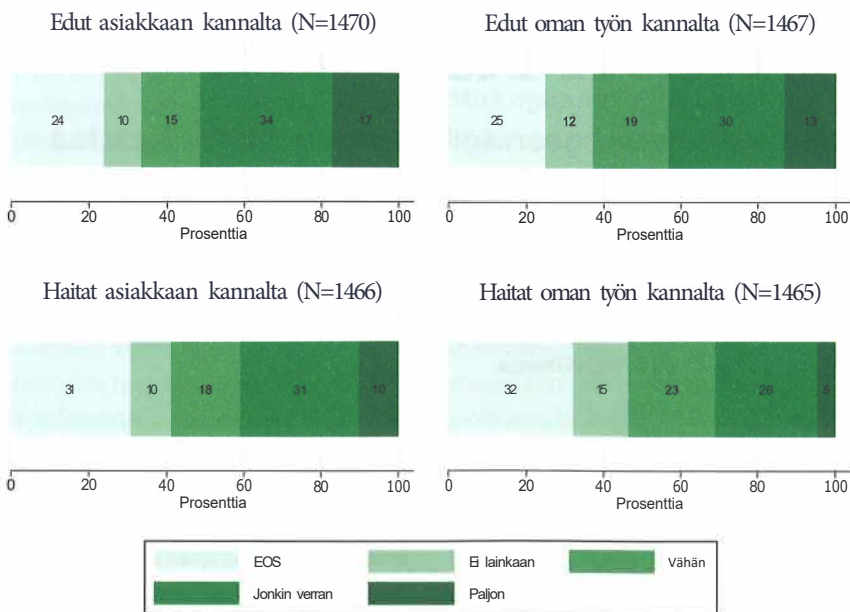 Edut asiakkaan kannalta (N=1470)
24 10 15 34 17
0 20 40 60 80 100
Prosenttia
Edut oman työn kannalta (N=1467)
25 12 19 30 13
0 20 40 60 80 100
Prosenttia
Haitat asiakkaan kannalta (N=1466)
31 10 18 31 10
0 20 40 60 80 100
Prosenttia
Haitat oman työn kannalta (N=1465)
32 15 23 26 5
0 20 40 60 80 100
Prosenttia
EOS Ei lainkaan Vähän
Jonkin verran Paljon